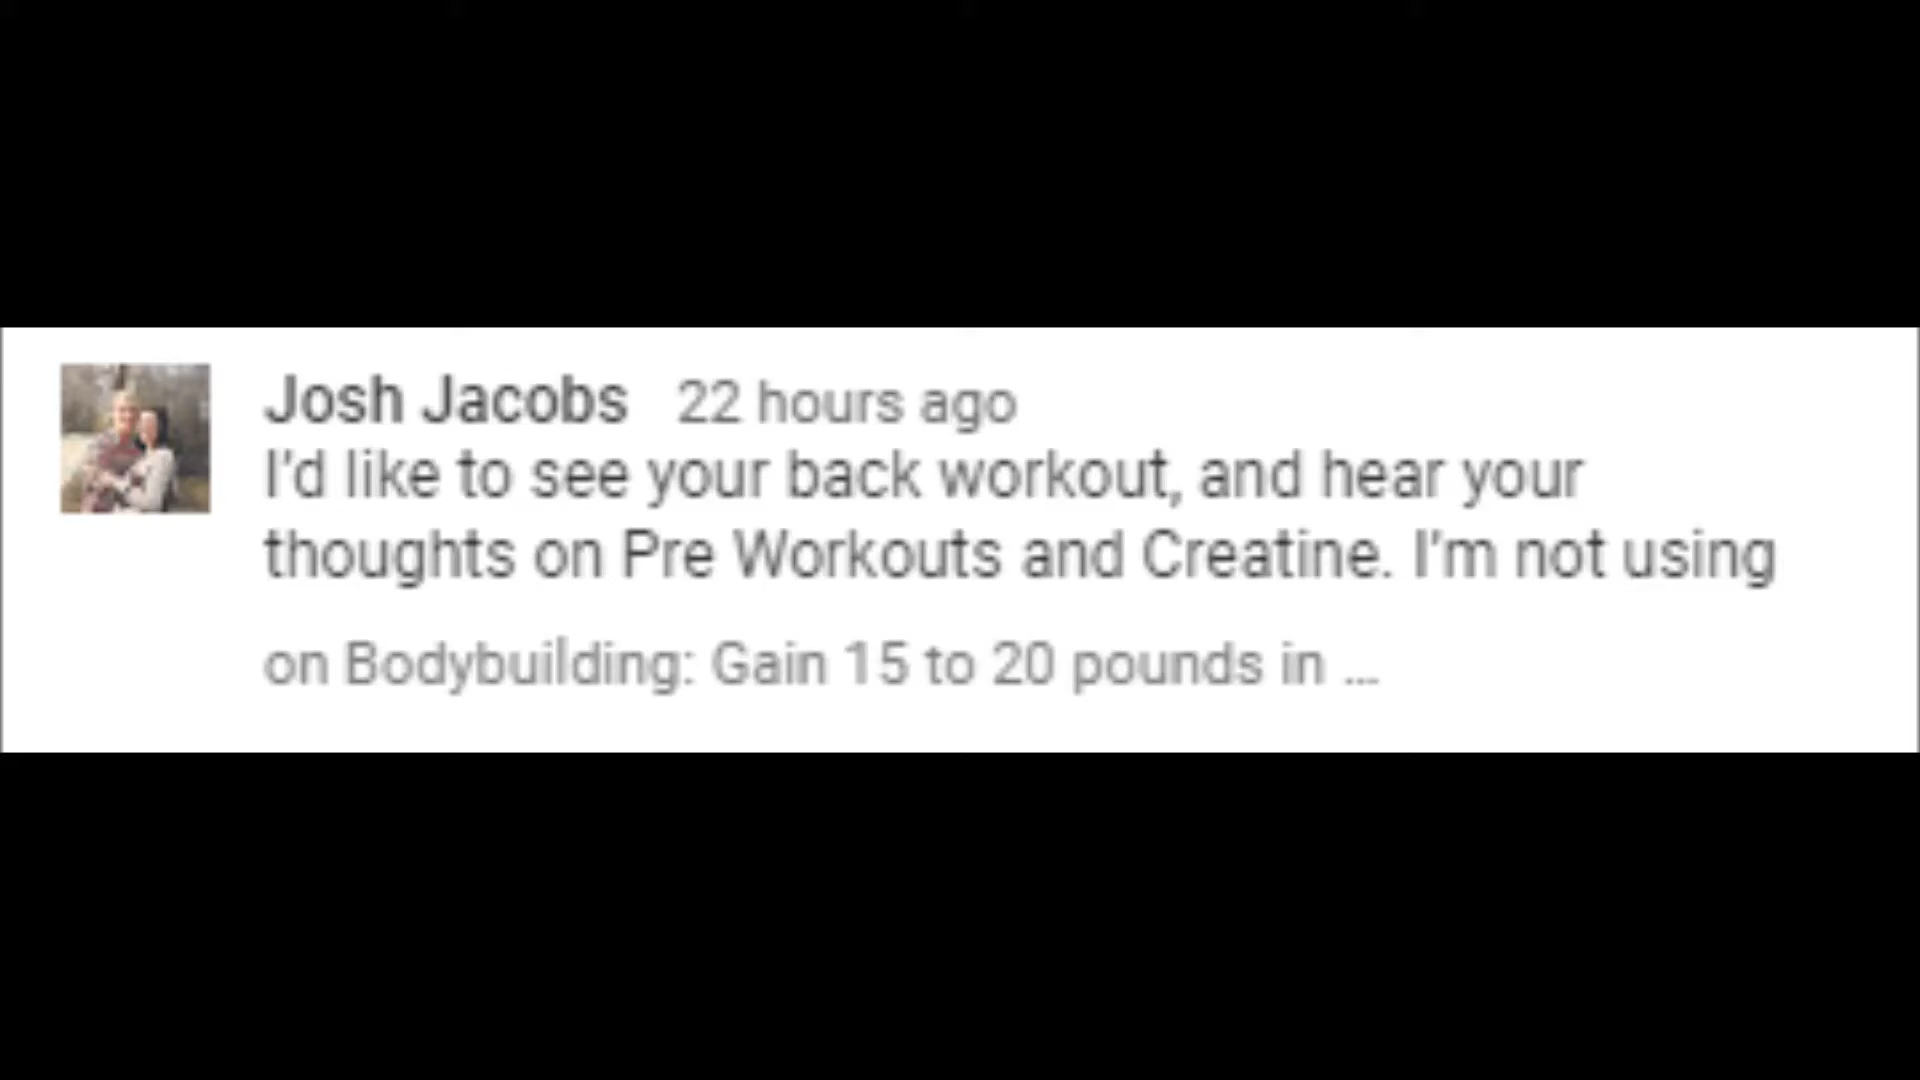 Josh Jacobs 22 hours ago
I'd like to see your back workout, and hear your
thoughts on Pre Workouts and Creatine. I'm not using
on Bodybuilding: Gain 15 to 20 pounds in ...